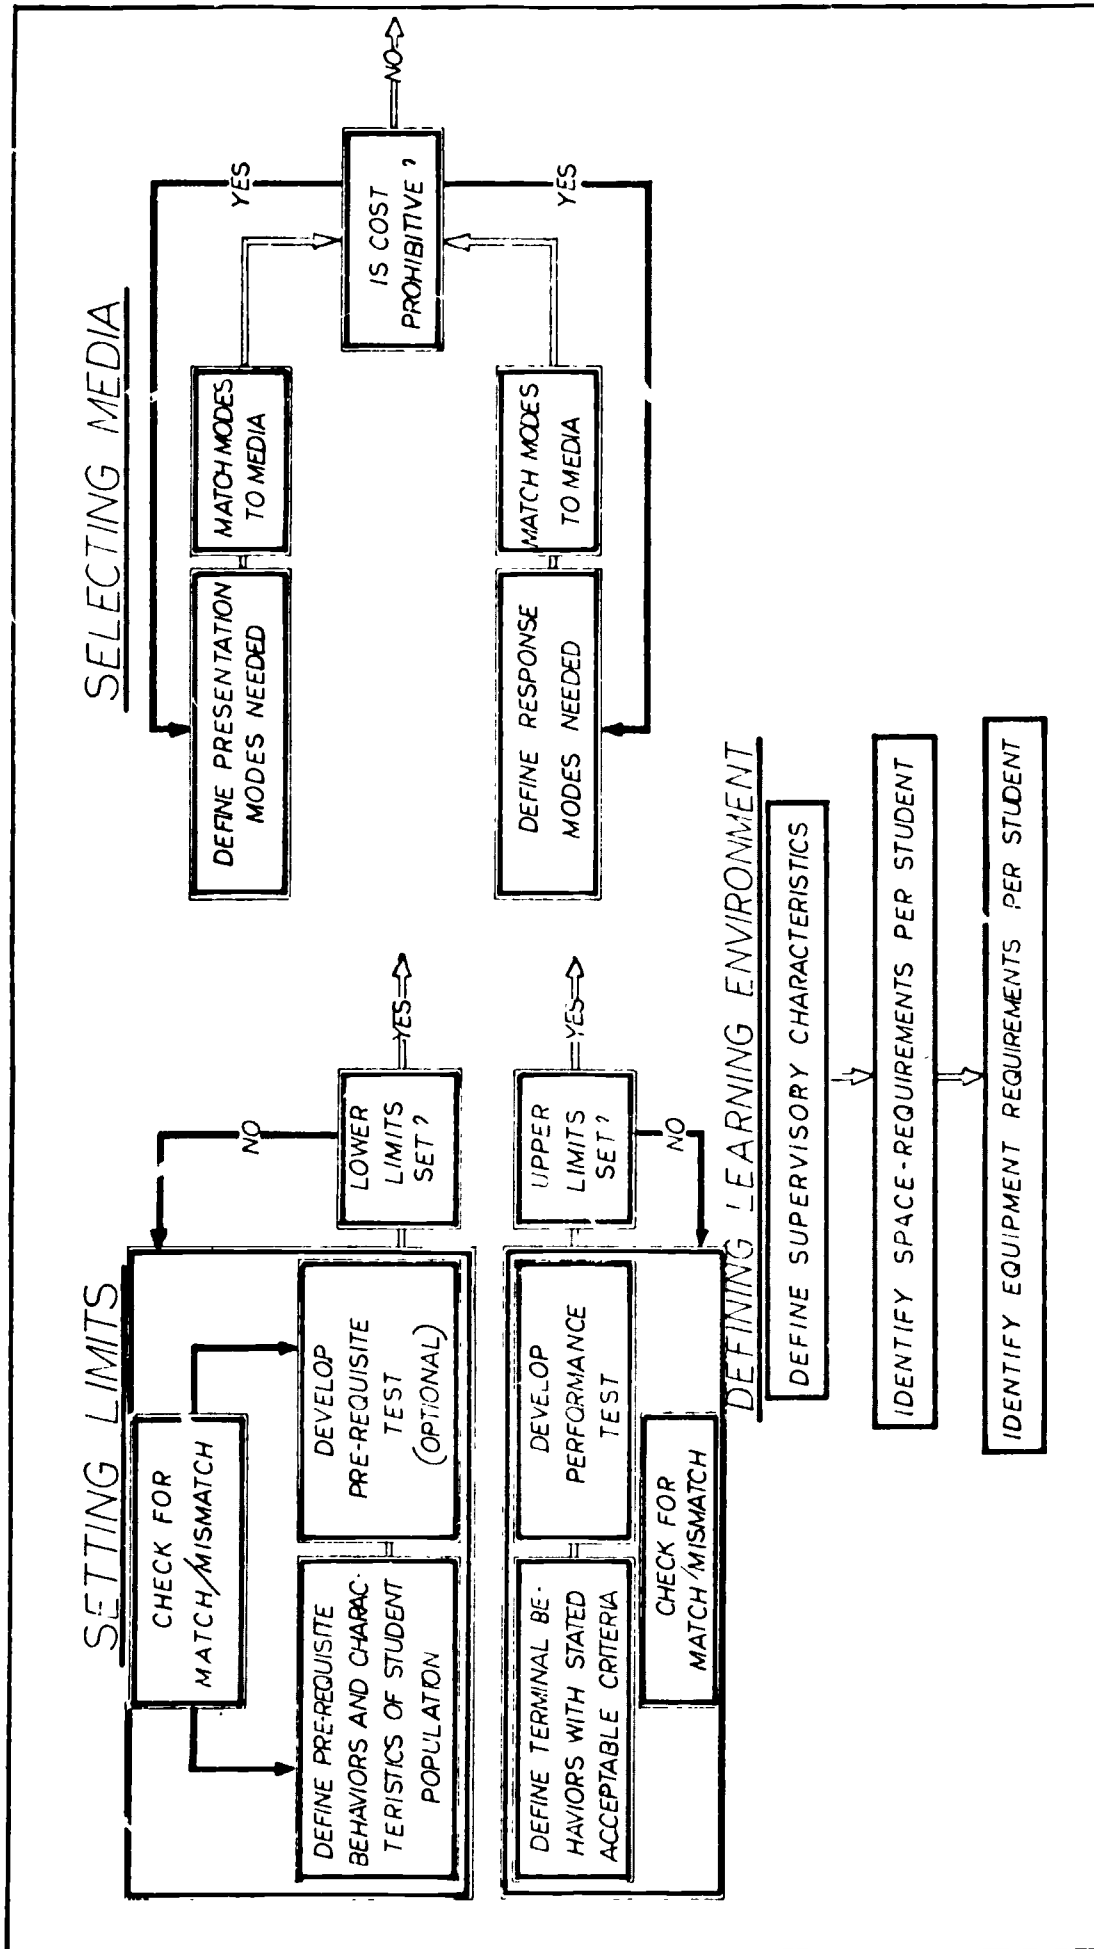 SETTING LIMITS
CHECK FOR
MATCH/MISMATCH
DEFINE PRE-REQUISITE
BEHAVIORS AND CHARAC-
TERISTICS OF STUDENT
POPULATION
DEVELOP
PRE-REQUISITE
TEST
(OPTIONAL)
NO
LOWER
LIMITS
SET?
YES
DEFINE TERMINAL BE-
HAVIORS WITH STATED
ACCEPTABLE CRITERIA
DEVELOP
PERFORMANCE
TEST
CHECK FOR
MATCH/MISMATCH
UPPER
LIMITS
SET?
YES
NO
SELECTING MEDIA
DEFINE PRESENTATION
MODES NEEDED
MATCH MODES
TO MEDIA
YES
IS COST
PROHIBITIVE?
NO
DEFINE RESPONSE
MODES NEEDED
MATCH MODES
TO MEDIA
YES
DEFINING LEARNING ENVIRONMENT
DEFINE SUPERVISORY CHARACTERISTICS
IDENTIFY SPACE-REQUIREMENTS PER STUDENT
IDENTIFY EQUIPMENT REQUIREMENTS PER STUDENT